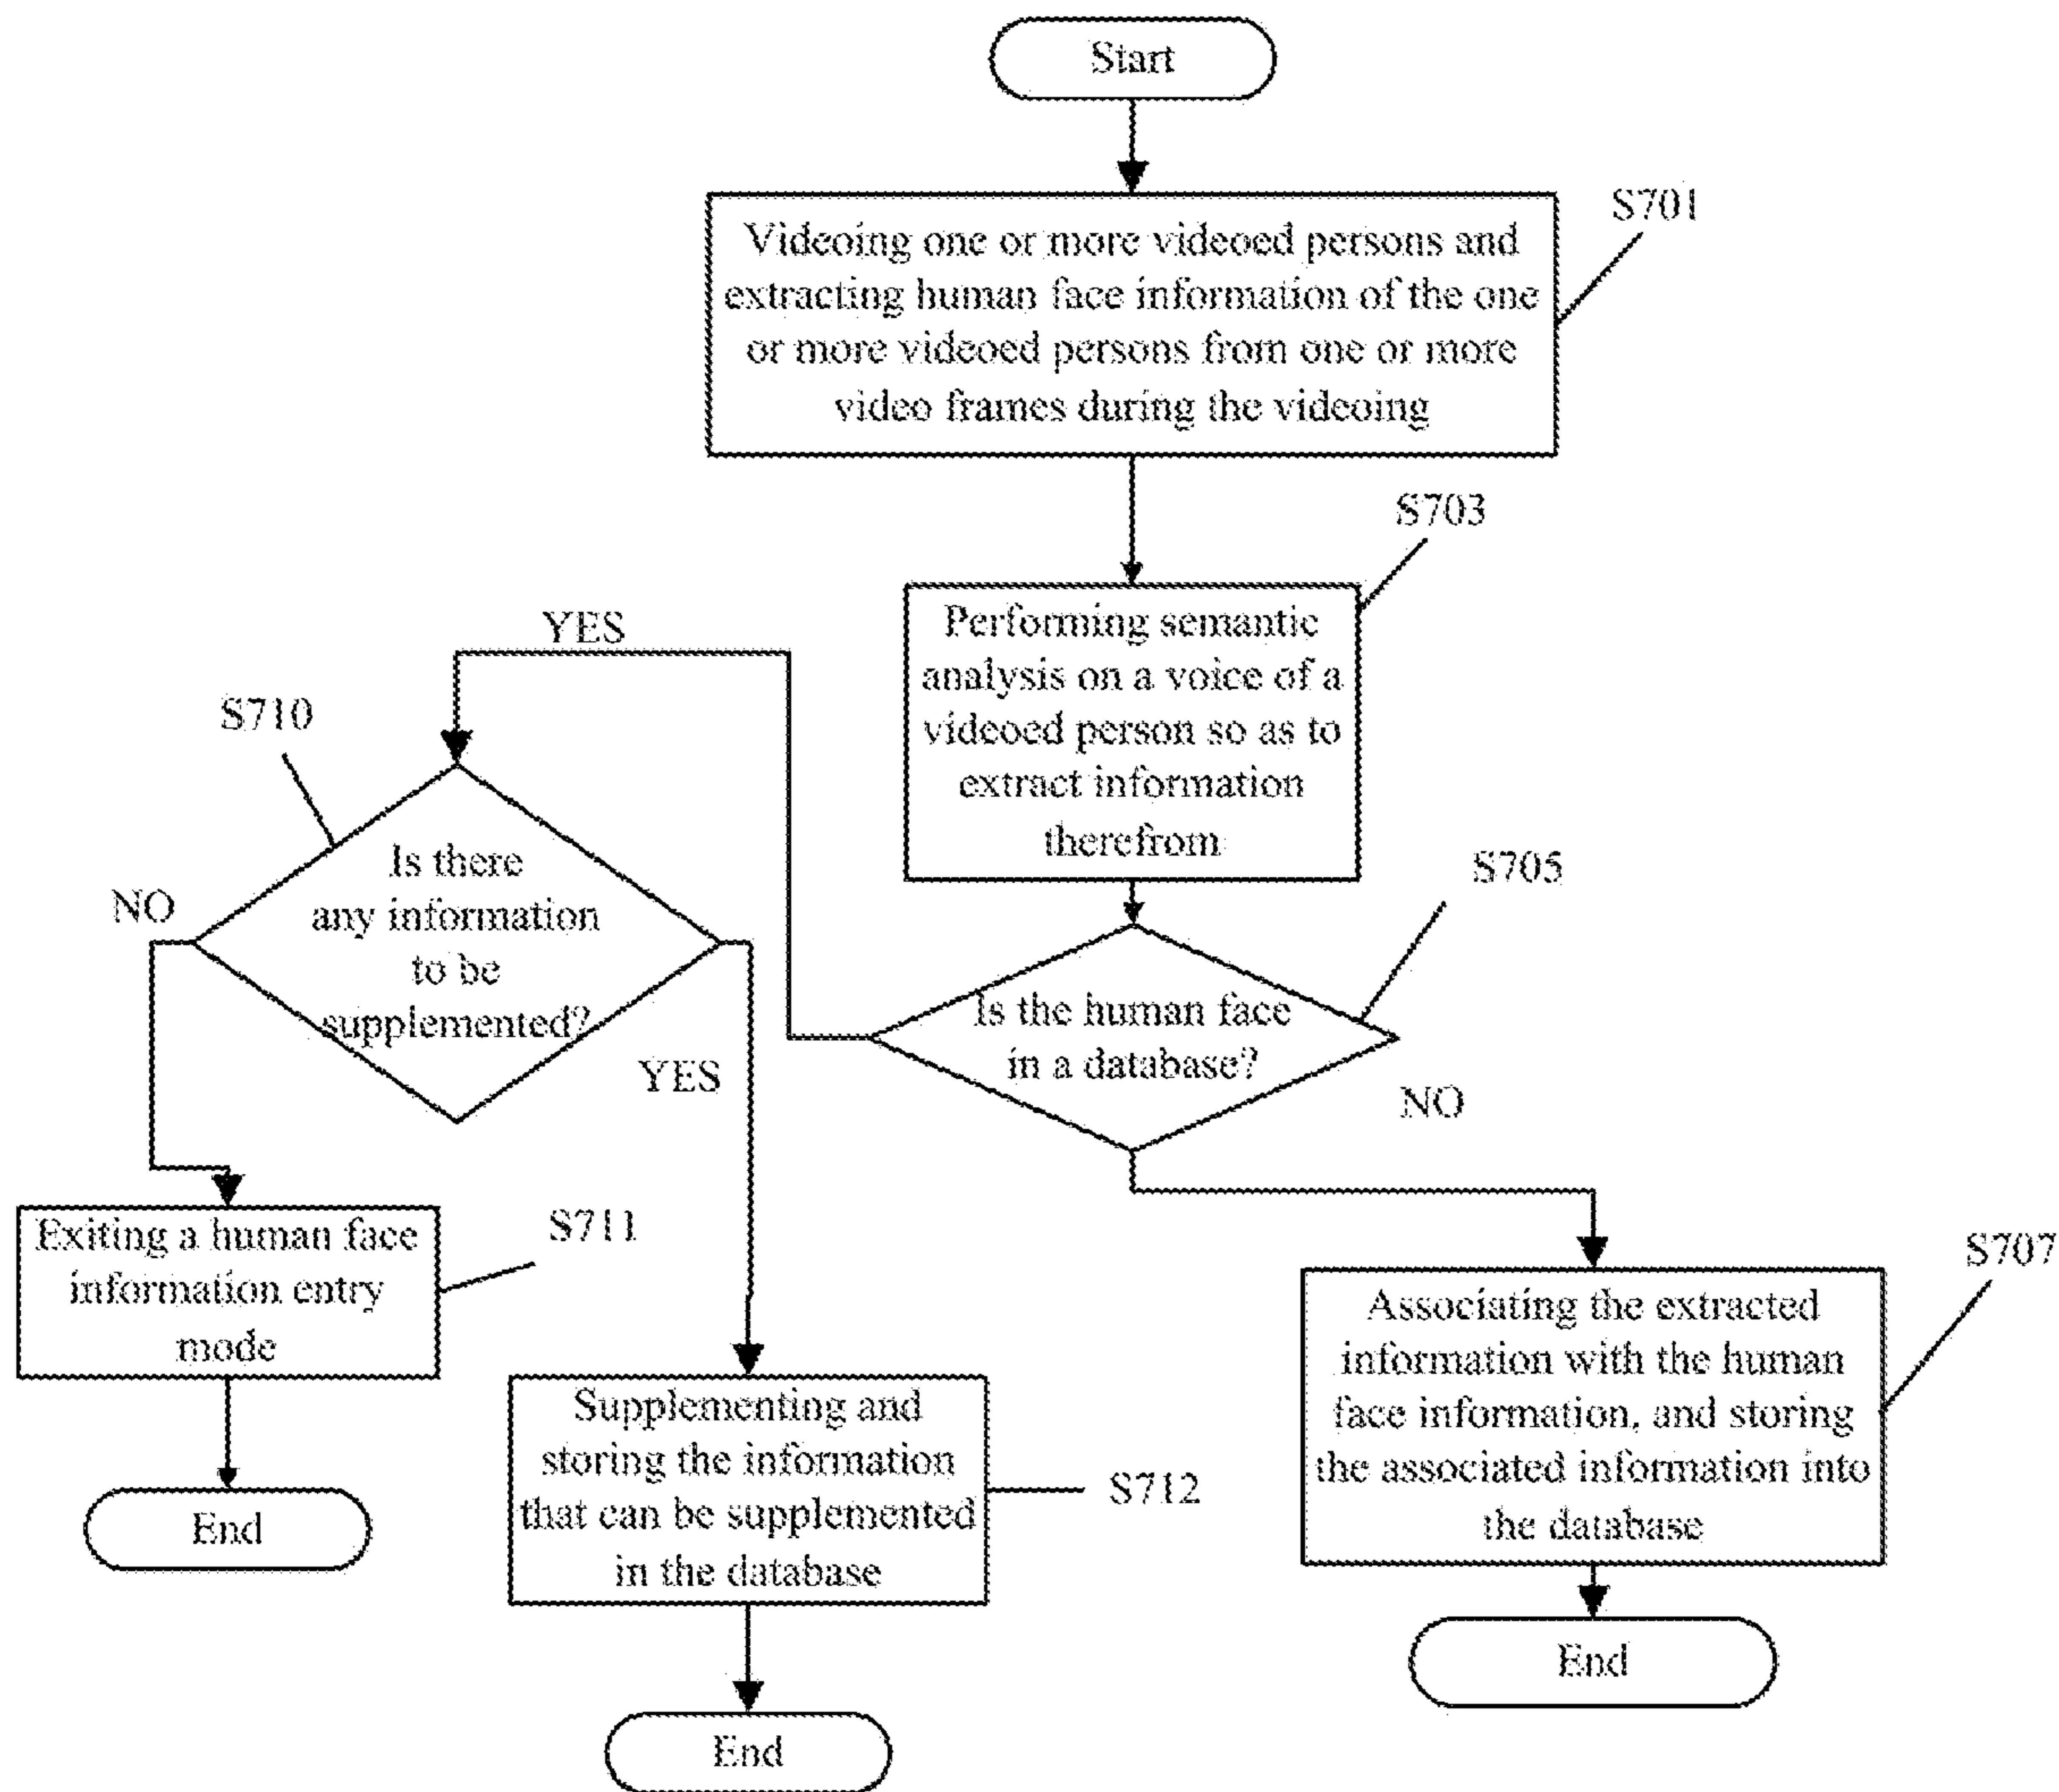 Start
S701
Videoing one or more videoed persons and
extracting human face information of the one
or more videoed persons from one or more
video frames during the videoing
S703
Performing semantic
analysis on a voice of a
videoed person so as to
extract information
therefrom
YES
S710
Is there
any information
to be
supplemented?
NO
YES
S705
Is the human face
in a database?
NO
Exiting a human face
information entry
mode
S711
End
Supplementing and
storing the information
that can be supplemented
in the database
S712
End
S707
Associating the extracted
information with the human
face information, and storing
the associated information into
the database
End